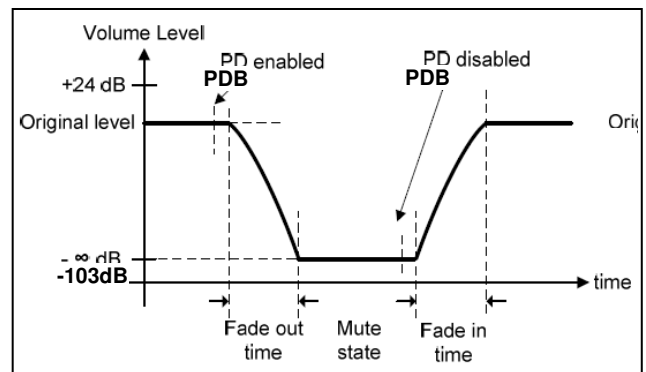 Volume Level
PD enabled
PDB
PD disabled
PDB
+24 dB
Original level
Orig
- ∞ dB
-103dB
time
Fade out
time
Mute
state
Fade in
time